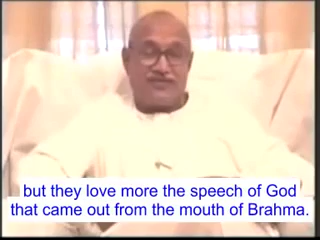 but they love more the speech of God
that came out from the mouth of Brahma.